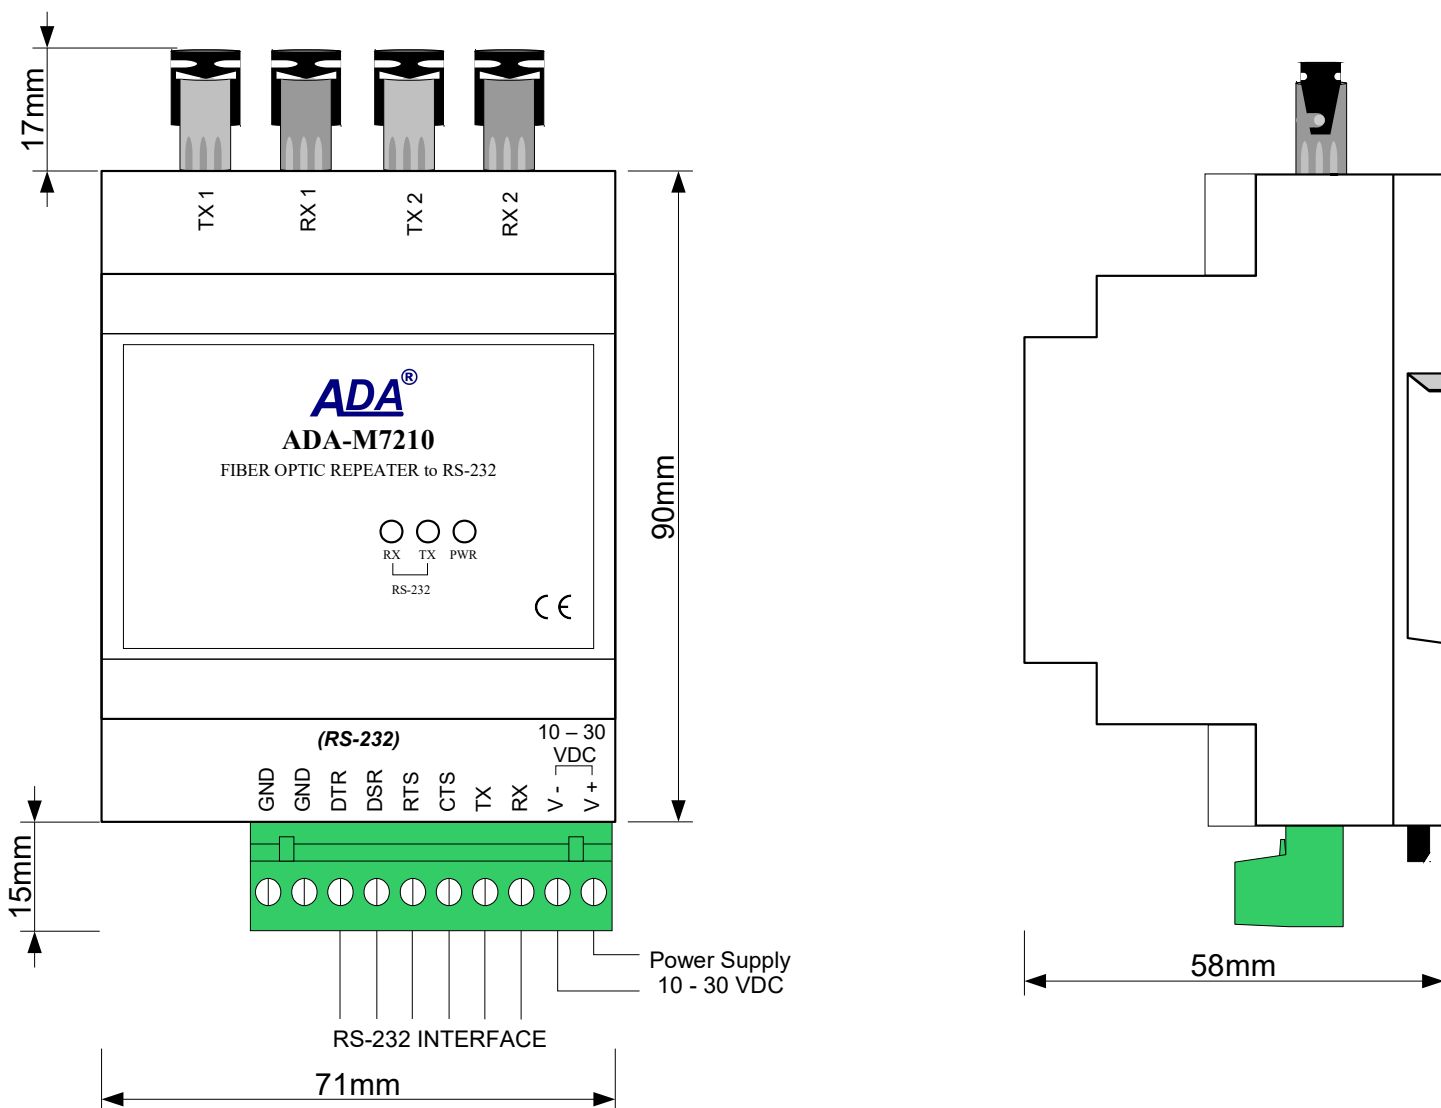 17mm
TX 1
RX 1
TX 2
RX 2
ADA®
ADA-M7210
FIBER OPTIC REPEATER to RS-232
RX TX PWR
RS-232
CE
90mm
(RS-232)
10 – 30
VDC
GND
GND
DTR
DSR
RTS
CTS
TX
RX
V -
V +
15mm
Power Supply
10 - 30 VDC
RS-232 INTERFACE
71mm
58mm